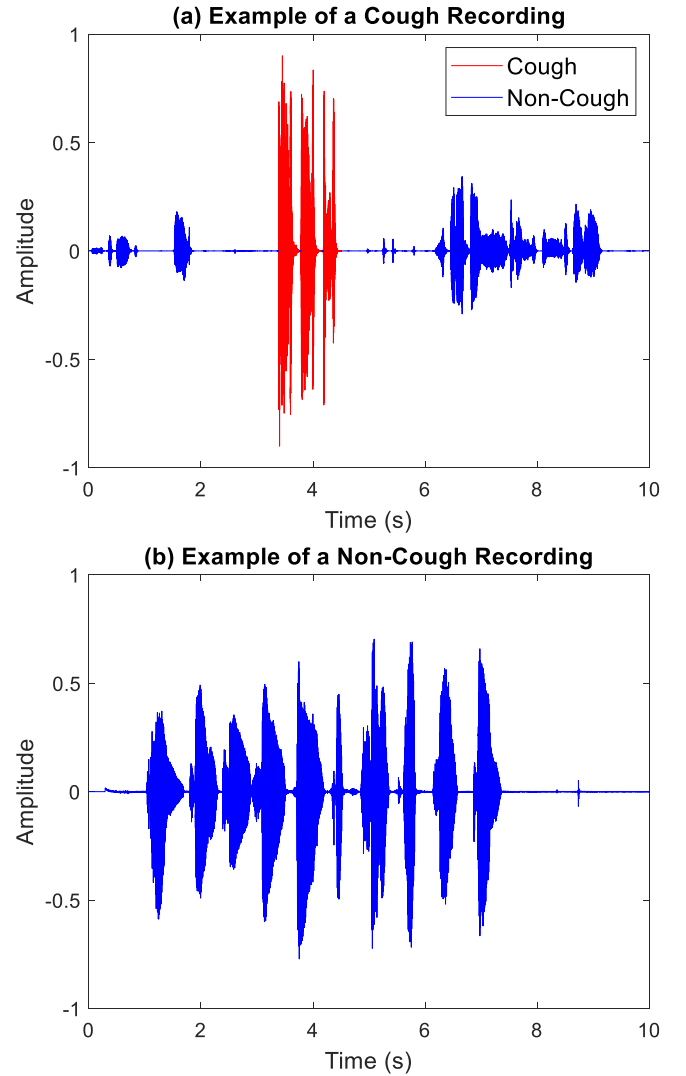 (a) Example of a Cough Recording
1
Cough
Non-Cough
0.5
Amplitude
0
-0.5
-1
0 2 4 6 8 10
Time (s)
(b) Example of a Non-Cough Recording
1
0.5
Amplitude
0
-0.5
-1
0 2 4 6 8 10
Time (s)